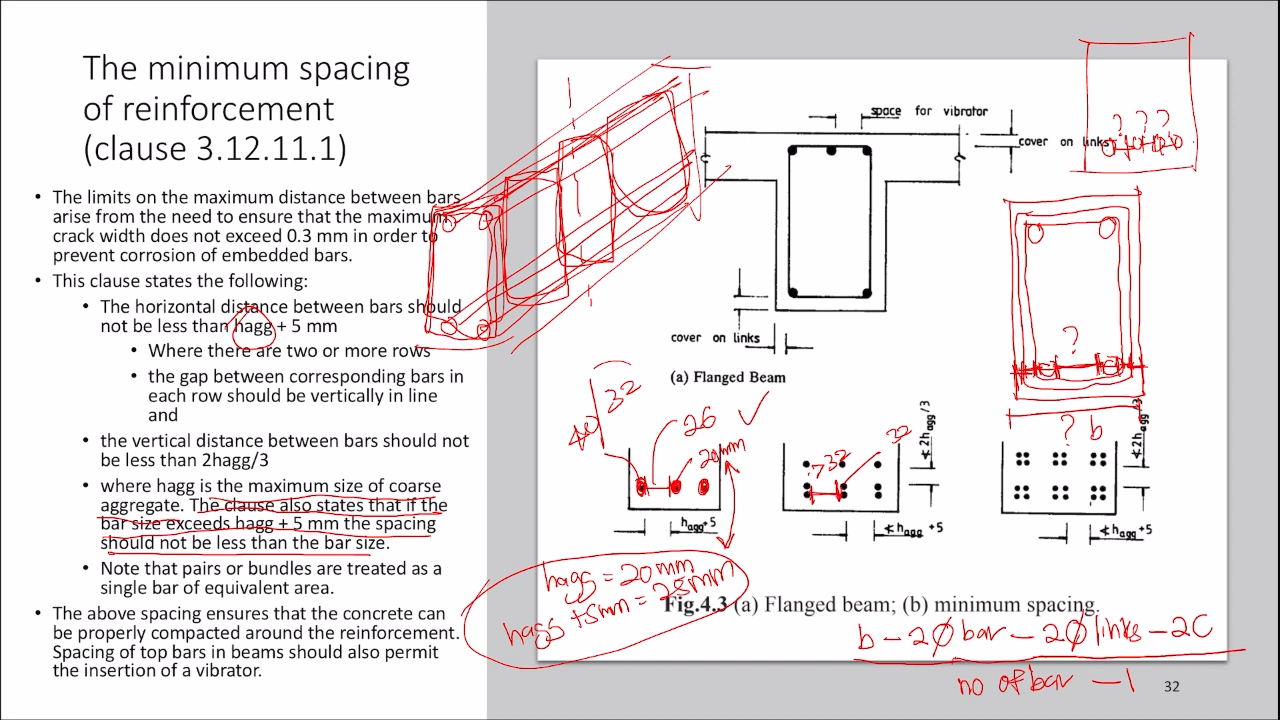 The minimum spacing
of reinforcement
(clause 3.12.11.1)
• The limits on the maximum distance between bars
arise from the need to ensure that the maximum
crack width does not exceed 0.3 mm in order to
prevent corrosion of embedded bars.
• This clause states the following:
• The horizontal distance between bars should
not be less than hagg + 5 mm
• Where there are two or more rows
• the gap between corresponding bars in
each row should be vertically in line
and
• the vertical distance between bars should not
be less than 2hagg/3
• where hagg is the maximum size of coarse
aggregate. The clause also states that if the
bar size exceeds hagg + 5 mm the spacing
should not be less than the bar size.
• Note that pairs or bundles are treated as a
single bar of equivalent area.
• The above spacing ensures that the concrete can
be properly compacted around the reinforcement.
Spacing of top bars in beams should also permit
the insertion of a vibrator.
space for vibrator
cover on links
? ? ?
cover on links
(a) Flanged Beam
?
? b
40/32
26
20mm
?32
32
hagg+5
≮ hagg +5
≮ 2hagg/3
≮ hagg +5
≮ 2hagg/3
hagg = 20mm
hagg +5mm = 25mm
Fig.4.3 (a) Flanged beam; (b) minimum spacing.
b - 2Ø bar - 2Ø links - 2C
no of bar - 1
32